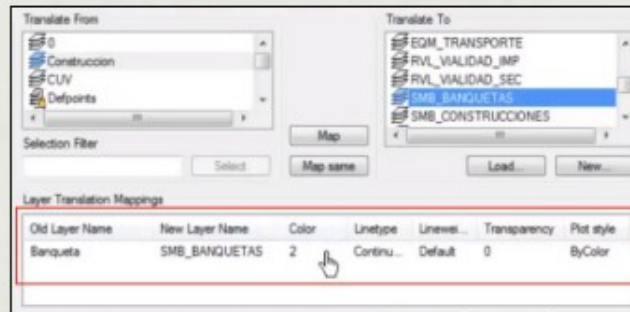 Translate From
0
Construccion
CUV
Defpoints
Selection Filter
Select
Map
Map same
Translate To
EQM_TRANSPORTE
RVL_VIALIDAD_IMP
RVL_VIALIDAD_SEC
SMB_BANQUETAS
SMB_CONSTRUCCIONES
Load...
New...
Layer Translation Mappings
Old Layer Name New Layer Name Color Linetype Linewei... Transparency Plot style
Banqueta SMB_BANQUETAS 2 Continu... Default 0 ByColor